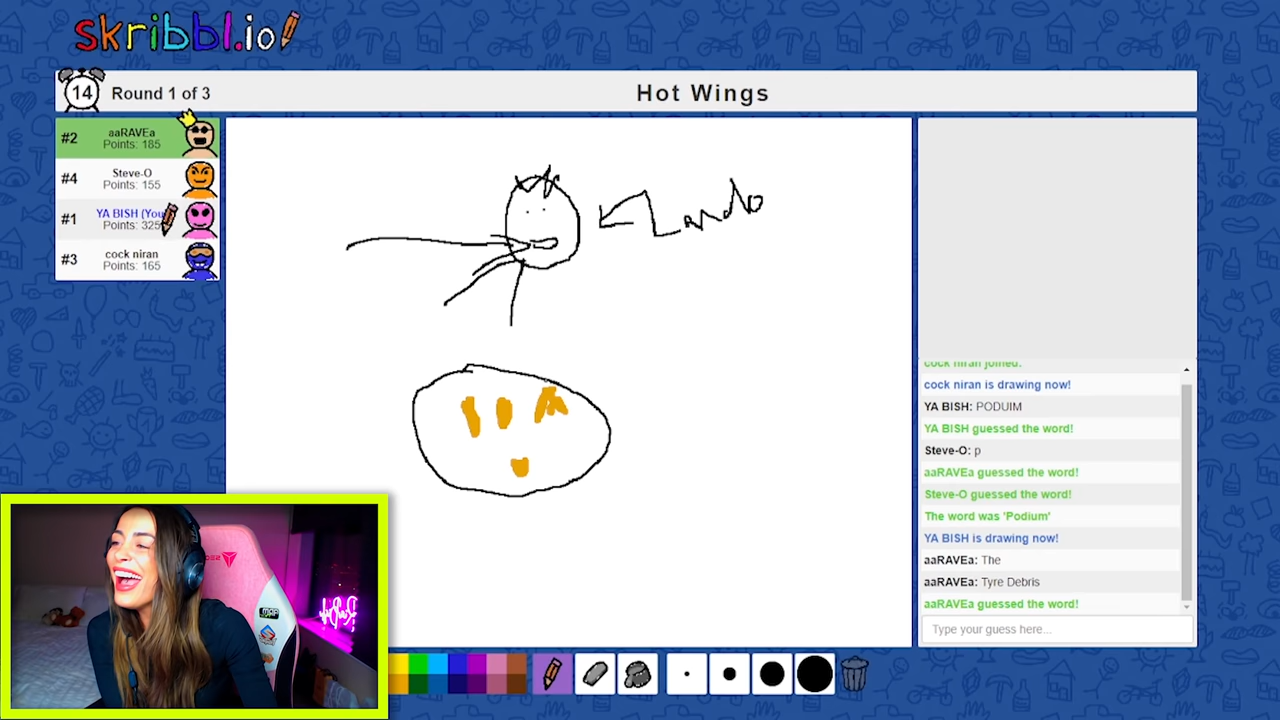 skribbl.io
14
Round 1 of 3
Hot Wings
#2
aaRAVEa
Points: 185
#4
Steve-O
Points: 155
#1
YA BISH (You
Points: 325
#3
cock niran
Points: 165
Lando
cock niran joined.
cock niran is drawing now!
YA BISH: PODUIM
YA BISH guessed the word!
Steve-O: p
aaRAVEa guessed the word!
Steve-O guessed the word!
The word was 'Podium'
YA BISH is drawing now!
aaRAVEa: The
aaRAVEa: Tyre Debris
aaRAVEa guessed the word!
Type your guess here...